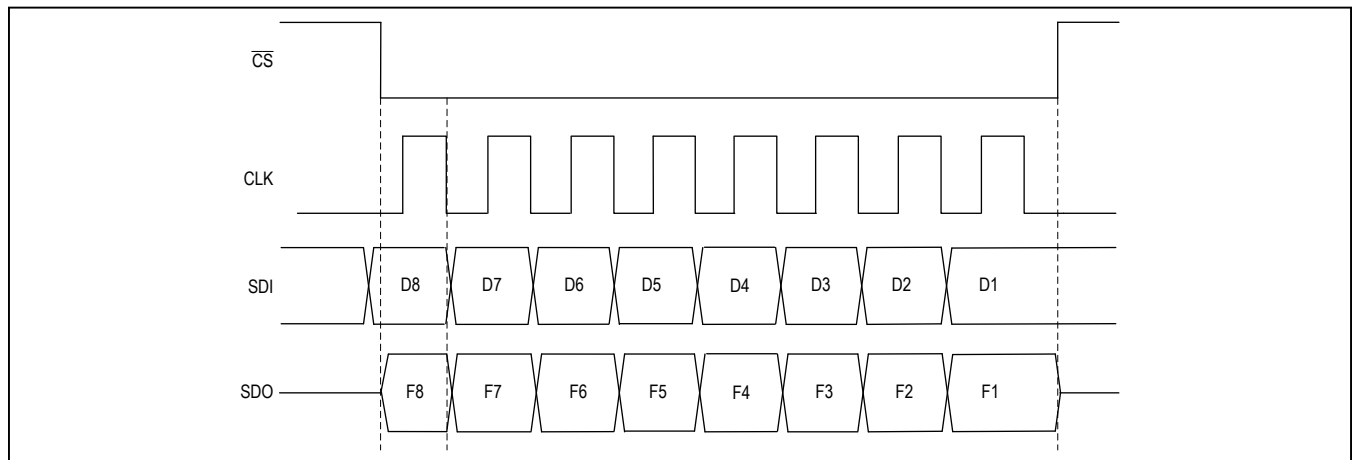 C̅S̅
CLK
SDI D8 D7 D6 D5 D4 D3 D2 D1
SDO F8 F7 F6 F5 F4 F3 F2 F1